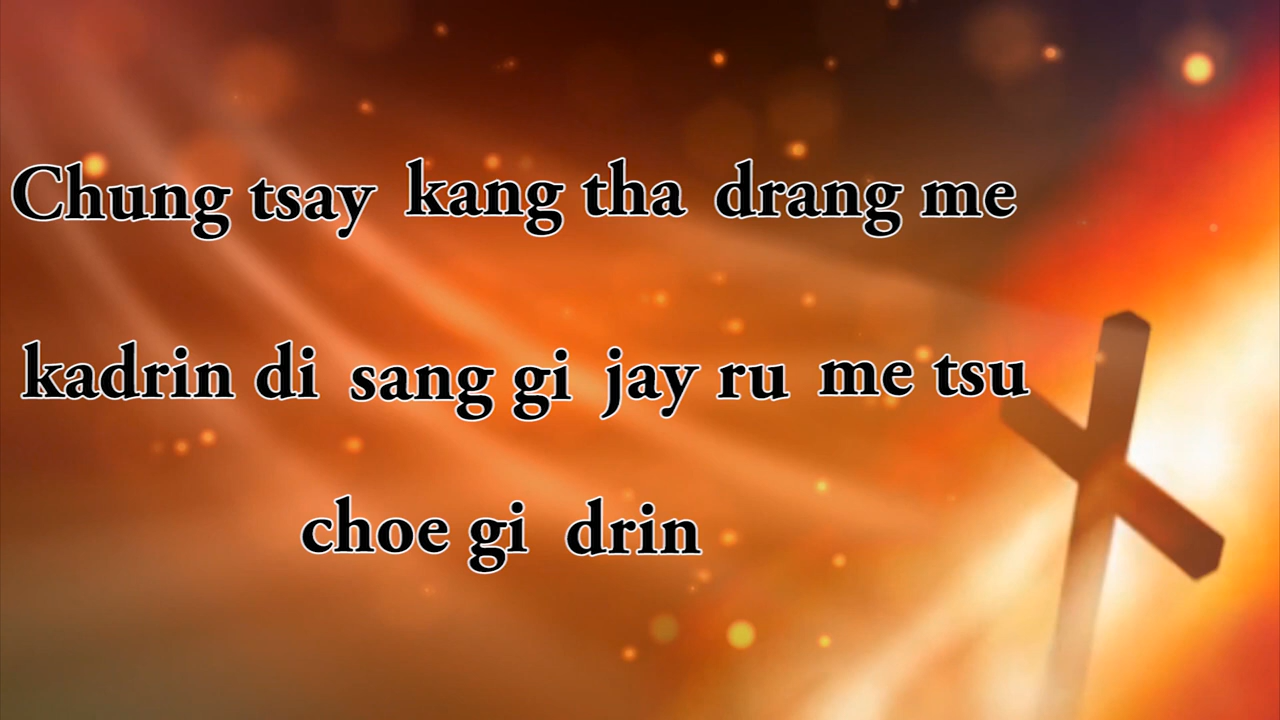 Chung tsay kang tha drang me
kadrin di sang gi jay ru me tsu
choe gi drin